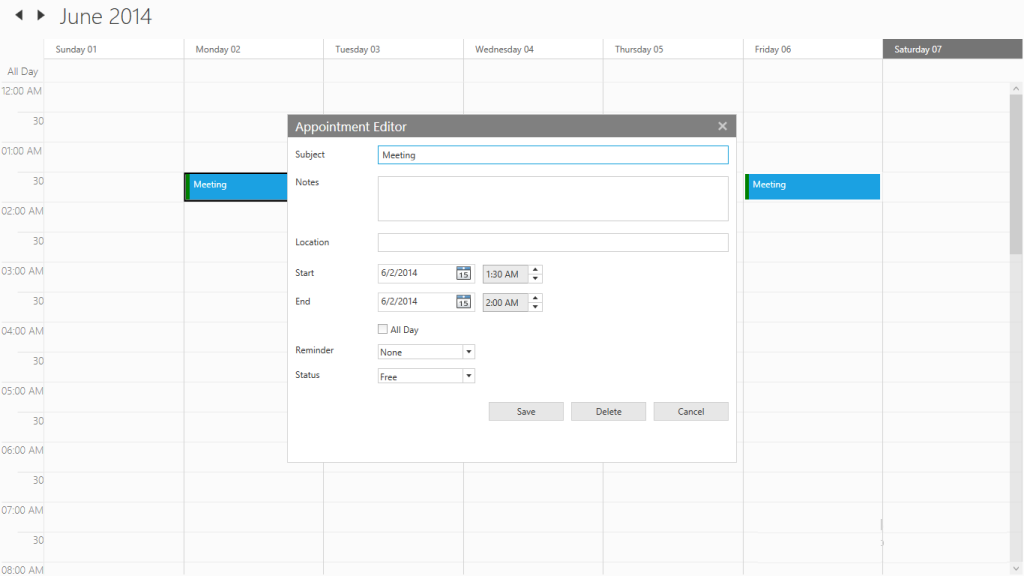 June 2014
Sunday 01 Monday 02 Tuesday 03 Wednesday 04 Thursday 05 Friday 06 Saturday 07
All Day
12:00 AM
30
01:00 AM
30
Meeting
Meeting
02:00 AM
30
03:00 AM
30
04:00 AM
30
05:00 AM
30
06:00 AM
30
07:00 AM
30
08:00 AM
Appointment Editor
Subject Meeting
Notes
Location
Start 6/2/2014 15 1:30 AM
End 6/2/2014 15 2:00 AM
All Day
Reminder None
Status Free
Save Delete Cancel